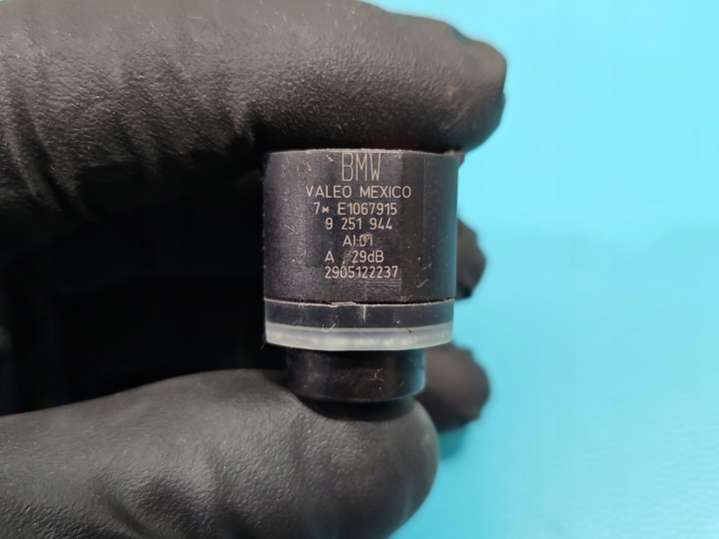 BMW
VALEO MEXICO
7 E1067915
9 251 944
AI:01
A 29dB
2905122237